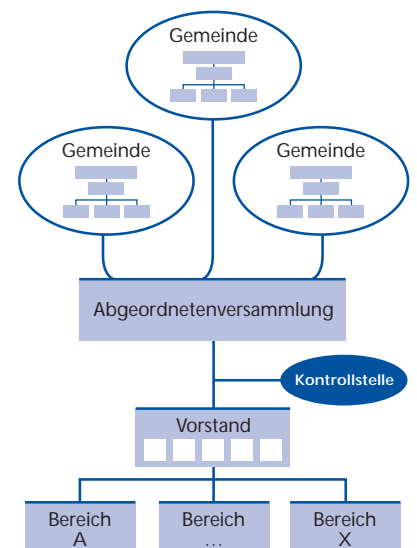 Gemeinde
Gemeinde
Gemeinde
Abgeordnetenversammlung
Kontrollstelle
Vorstand
Bereich
A
Bereich
...
Bereich
X